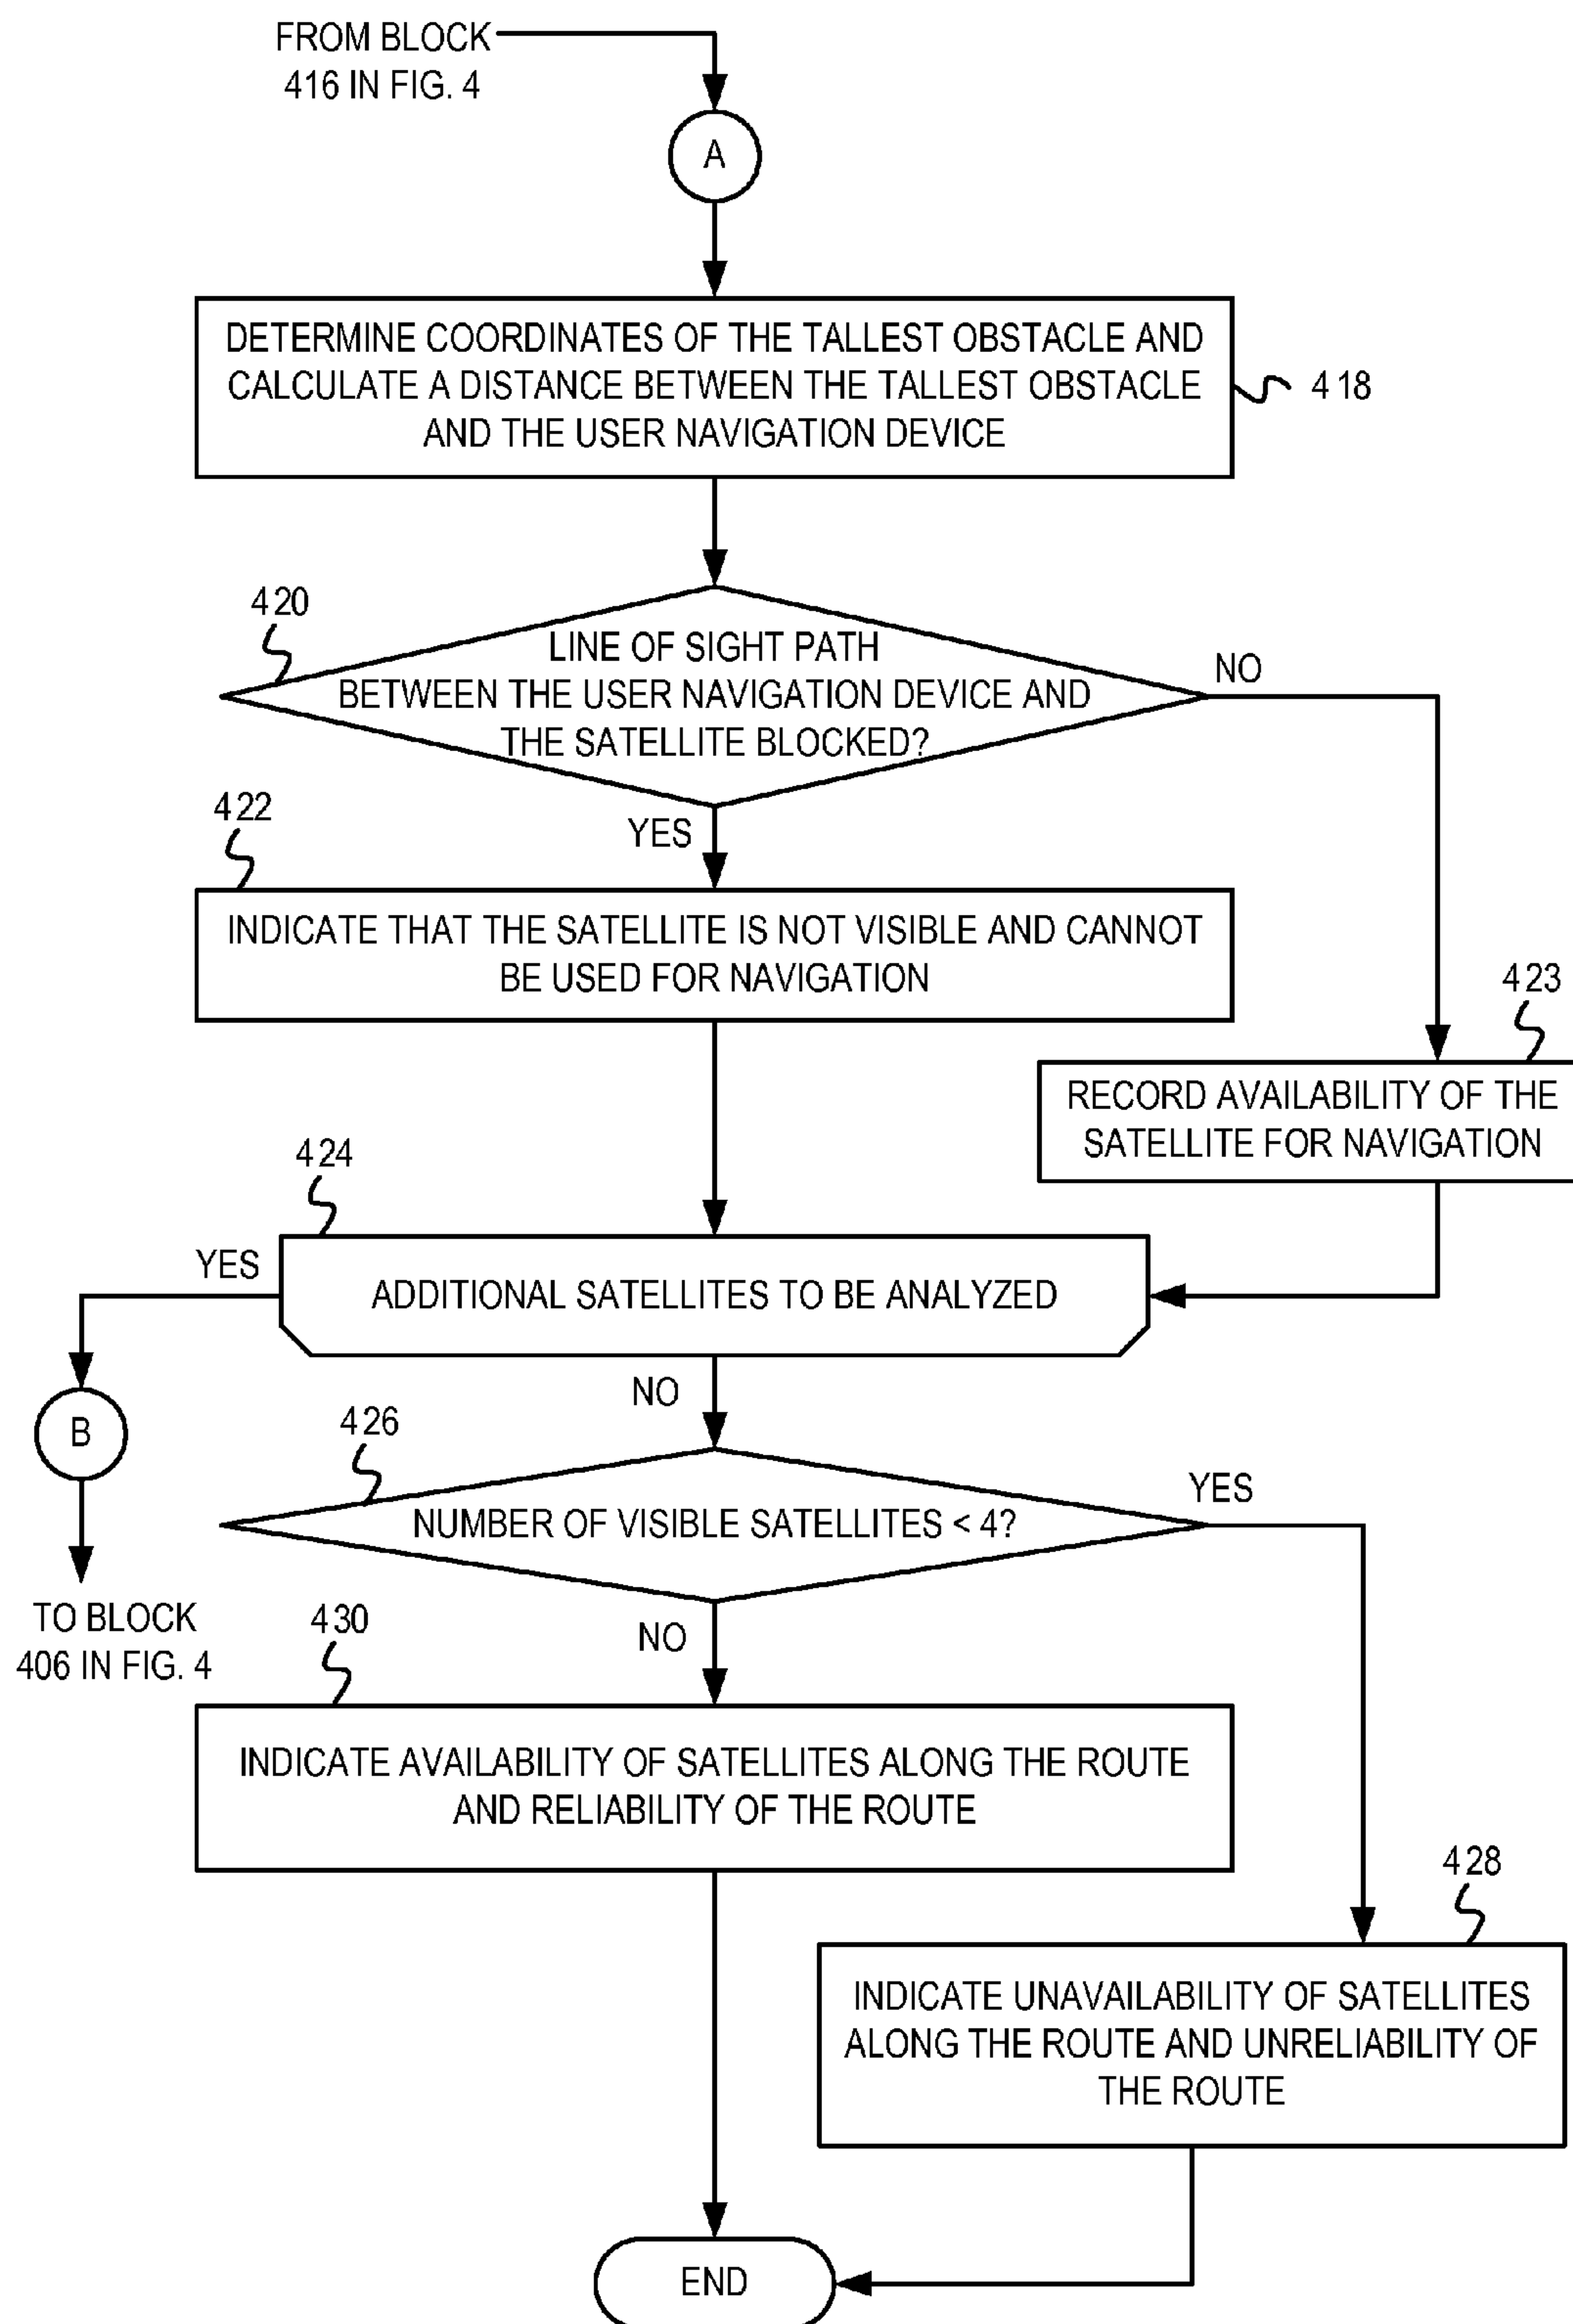 FROM BLOCK
416 IN FIG. 4
A
DETERMINE COORDINATES OF THE TALLEST OBSTACLE AND
CALCULATE A DISTANCE BETWEEN THE TALLEST OBSTACLE
AND THE USER NAVIGATION DEVICE
418
420
LINE OF SIGHT PATH
BETWEEN THE USER NAVIGATION DEVICE AND
THE SATELLITE BLOCKED?
NO
YES
422
INDICATE THAT THE SATELLITE IS NOT VISIBLE AND CANNOT
BE USED FOR NAVIGATION
423
RECORD AVAILABILITY OF THE
SATELLITE FOR NAVIGATION
424
YES
ADDITIONAL SATELLITES TO BE ANALYZED
NO
B
TO BLOCK
406 IN FIG. 4
426
NUMBER OF VISIBLE SATELLITES < 4?
YES
NO
430
INDICATE AVAILABILITY OF SATELLITES ALONG THE ROUTE
AND RELIABILITY OF THE ROUTE
428
INDICATE UNAVAILABILITY OF SATELLITES
ALONG THE ROUTE AND UNRELIABILITY OF
THE ROUTE
END